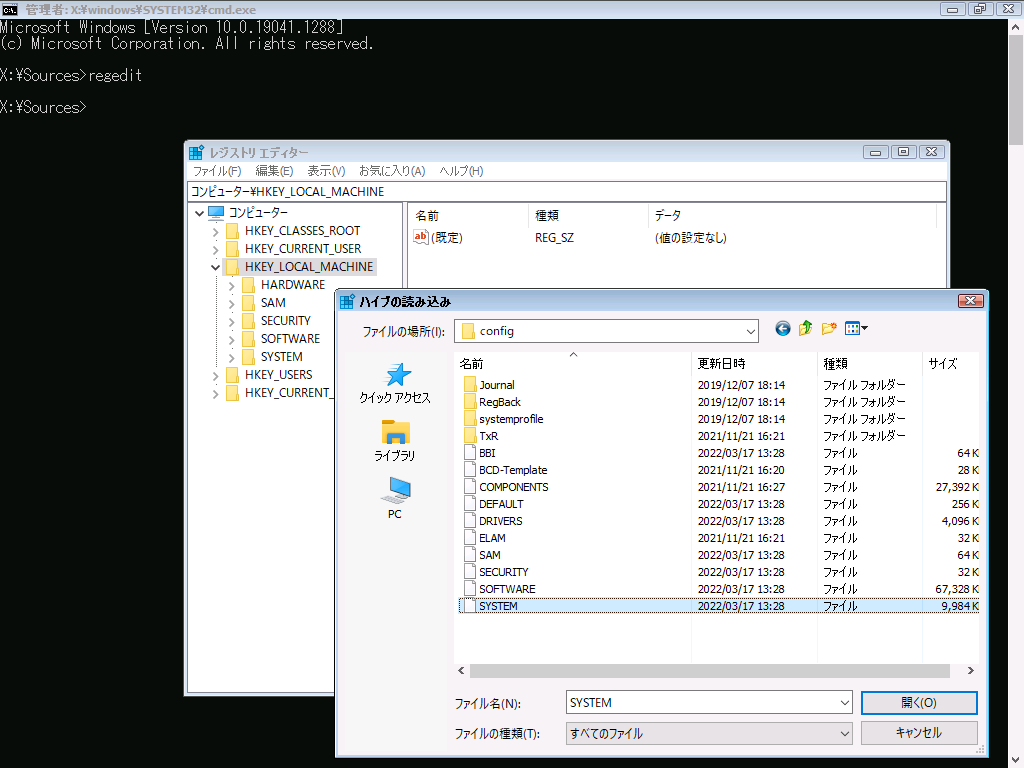 管理者: X:¥windows¥SYSTEM32¥cmd.exe
Microsoft Windows [Version 10.0.19041.1288]
(c) Microsoft Corporation. All rights reserved.
X:¥Sources>regedit
X:¥Sources>
レジストリ エディター
ファイル(F) 編集(E) 表示(V) お気に入り(A) ヘルプ(H)
コンピューター¥HKEY_LOCAL_MACHINE
コンピューター
HKEY_CLASSES_ROOT
HKEY_CURRENT_USER
HKEY_LOCAL_MACHINE
HARDWARE
SAM
SECURITY
SOFTWARE
SYSTEM
HKEY_USERS
HKEY_CURRENT_
名前 種類 データ
ab (既定) REG_SZ (値の設定なし)
ハイブの読み込み
ファイルの場所(I): config
クイック アクセス
ライブラリ
PC
名前 更新日時 種類 サイズ
Journal 2019/12/07 18:14 ファイル フォルダー
RegBack 2019/12/07 18:14 ファイル フォルダー
systemprofile 2019/12/07 18:14 ファイル フォルダー
TxR 2021/11/21 16:21 ファイル フォルダー
BBI 2022/03/17 13:28 ファイル 64 K
BCD-Template 2021/11/21 16:20 ファイル 28 K
COMPONENTS 2021/11/21 16:27 ファイル 27,392 K
DEFAULT 2022/03/17 13:28 ファイル 256 K
DRIVERS 2022/03/17 13:28 ファイル 4,096 K
ELAM 2021/11/21 16:21 ファイル 32 K
SAM 2022/03/17 13:28 ファイル 64 K
SECURITY 2022/03/17 13:28 ファイル 32 K
SOFTWARE 2022/03/17 13:28 ファイル 67,328 K
SYSTEM 2022/03/17 13:28 ファイル 9,984 K
ファイル名(N): SYSTEM 開く(O)
ファイルの種類(T): すべてのファイル キャンセル